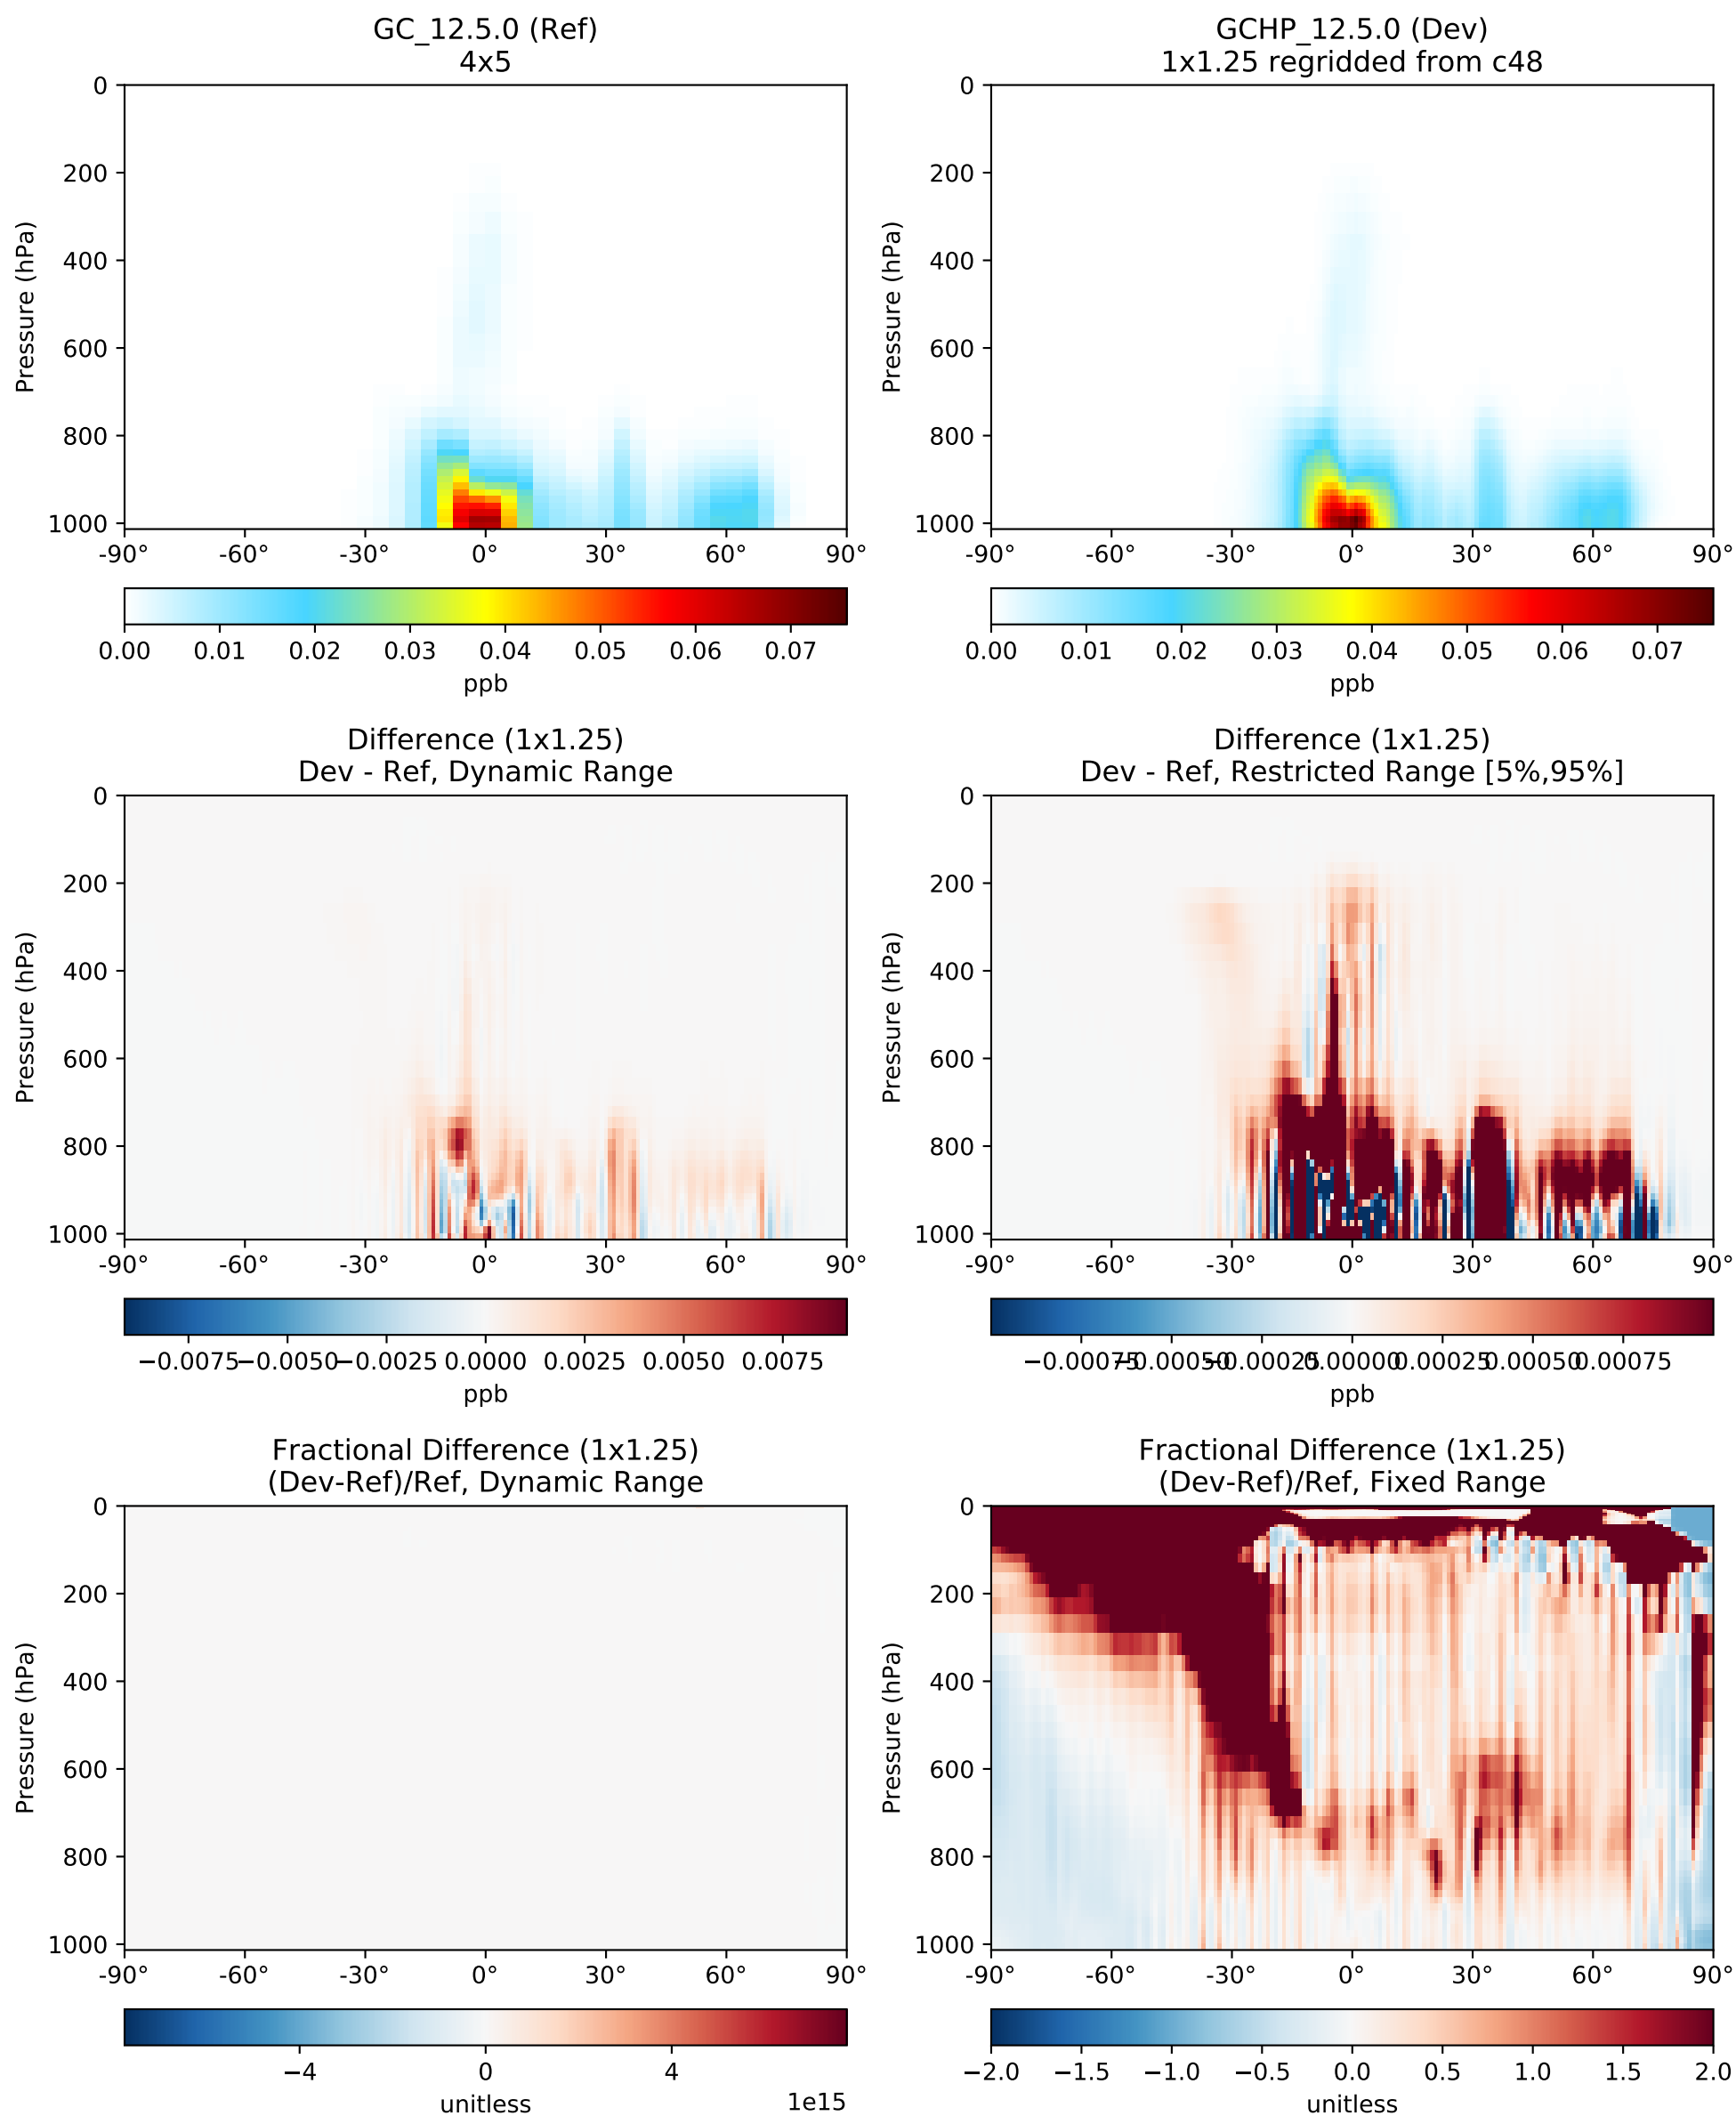 GC_12.5.0 (Ref)
4x5
0
200
400
600
800
1000
Pressure (hPa)
-90° -60° -30° 0° 30° 60° 90°
0.00 0.01 0.02 0.03 0.04 0.05 0.06 0.07
ppb
GCHP_12.5.0 (Dev)
1x1.25 regridded from c48
0
200
400
600
800
1000
Pressure (hPa)
-90° -60° -30° 0° 30° 60° 90°
0.00 0.01 0.02 0.03 0.04 0.05 0.06 0.07
ppb
Difference (1x1.25)
Dev - Ref, Dynamic Range
0
200
400
600
800
1000
Pressure (hPa)
-90° -60° -30° 0° 30° 60° 90°
−0.0075 −0.0050 −0.0025 0.0000 0.0025 0.0050 0.0075
ppb
Difference (1x1.25)
Dev - Ref, Restricted Range [5%,95%]
0
200
400
600
800
1000
Pressure (hPa)
-90° -60° -30° 0° 30° 60° 90°
−0.00075 −0.00050 −0.00025 0.00000 0.00025 0.00050 0.00075
ppb
Fractional Difference (1x1.25)
(Dev-Ref)/Ref, Dynamic Range
0
200
400
600
800
1000
Pressure (hPa)
-90° -60° -30° 0° 30° 60° 90°
−4 0 4
1e15
unitless
Fractional Difference (1x1.25)
(Dev-Ref)/Ref, Fixed Range
0
200
400
600
800
1000
Pressure (hPa)
-90° -60° -30° 0° 30° 60° 90°
−2.0 −1.5 −1.0 −0.5 0.0 0.5 1.0 1.5 2.0
unitless